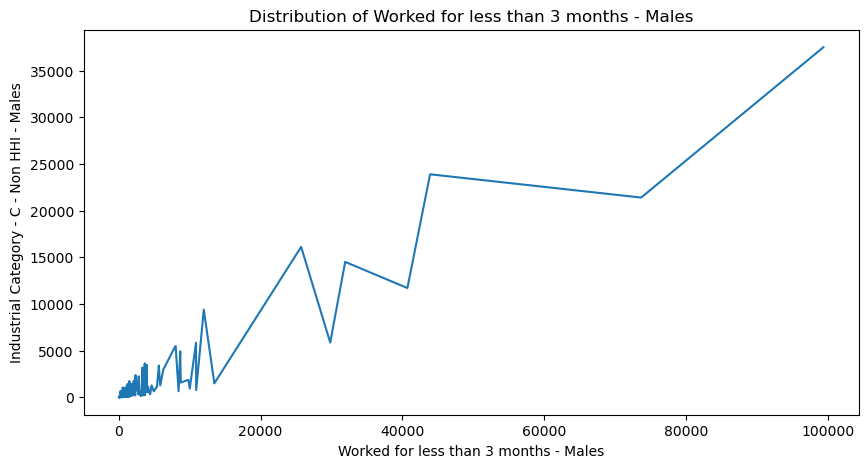 Distribution of Worked for less than 3 months - Males
Industrial Category - C - Non HHI - Males
35000
30000
25000
20000
15000
10000
5000
0
0 20000 40000 60000 80000 100000
Worked for less than 3 months - Males